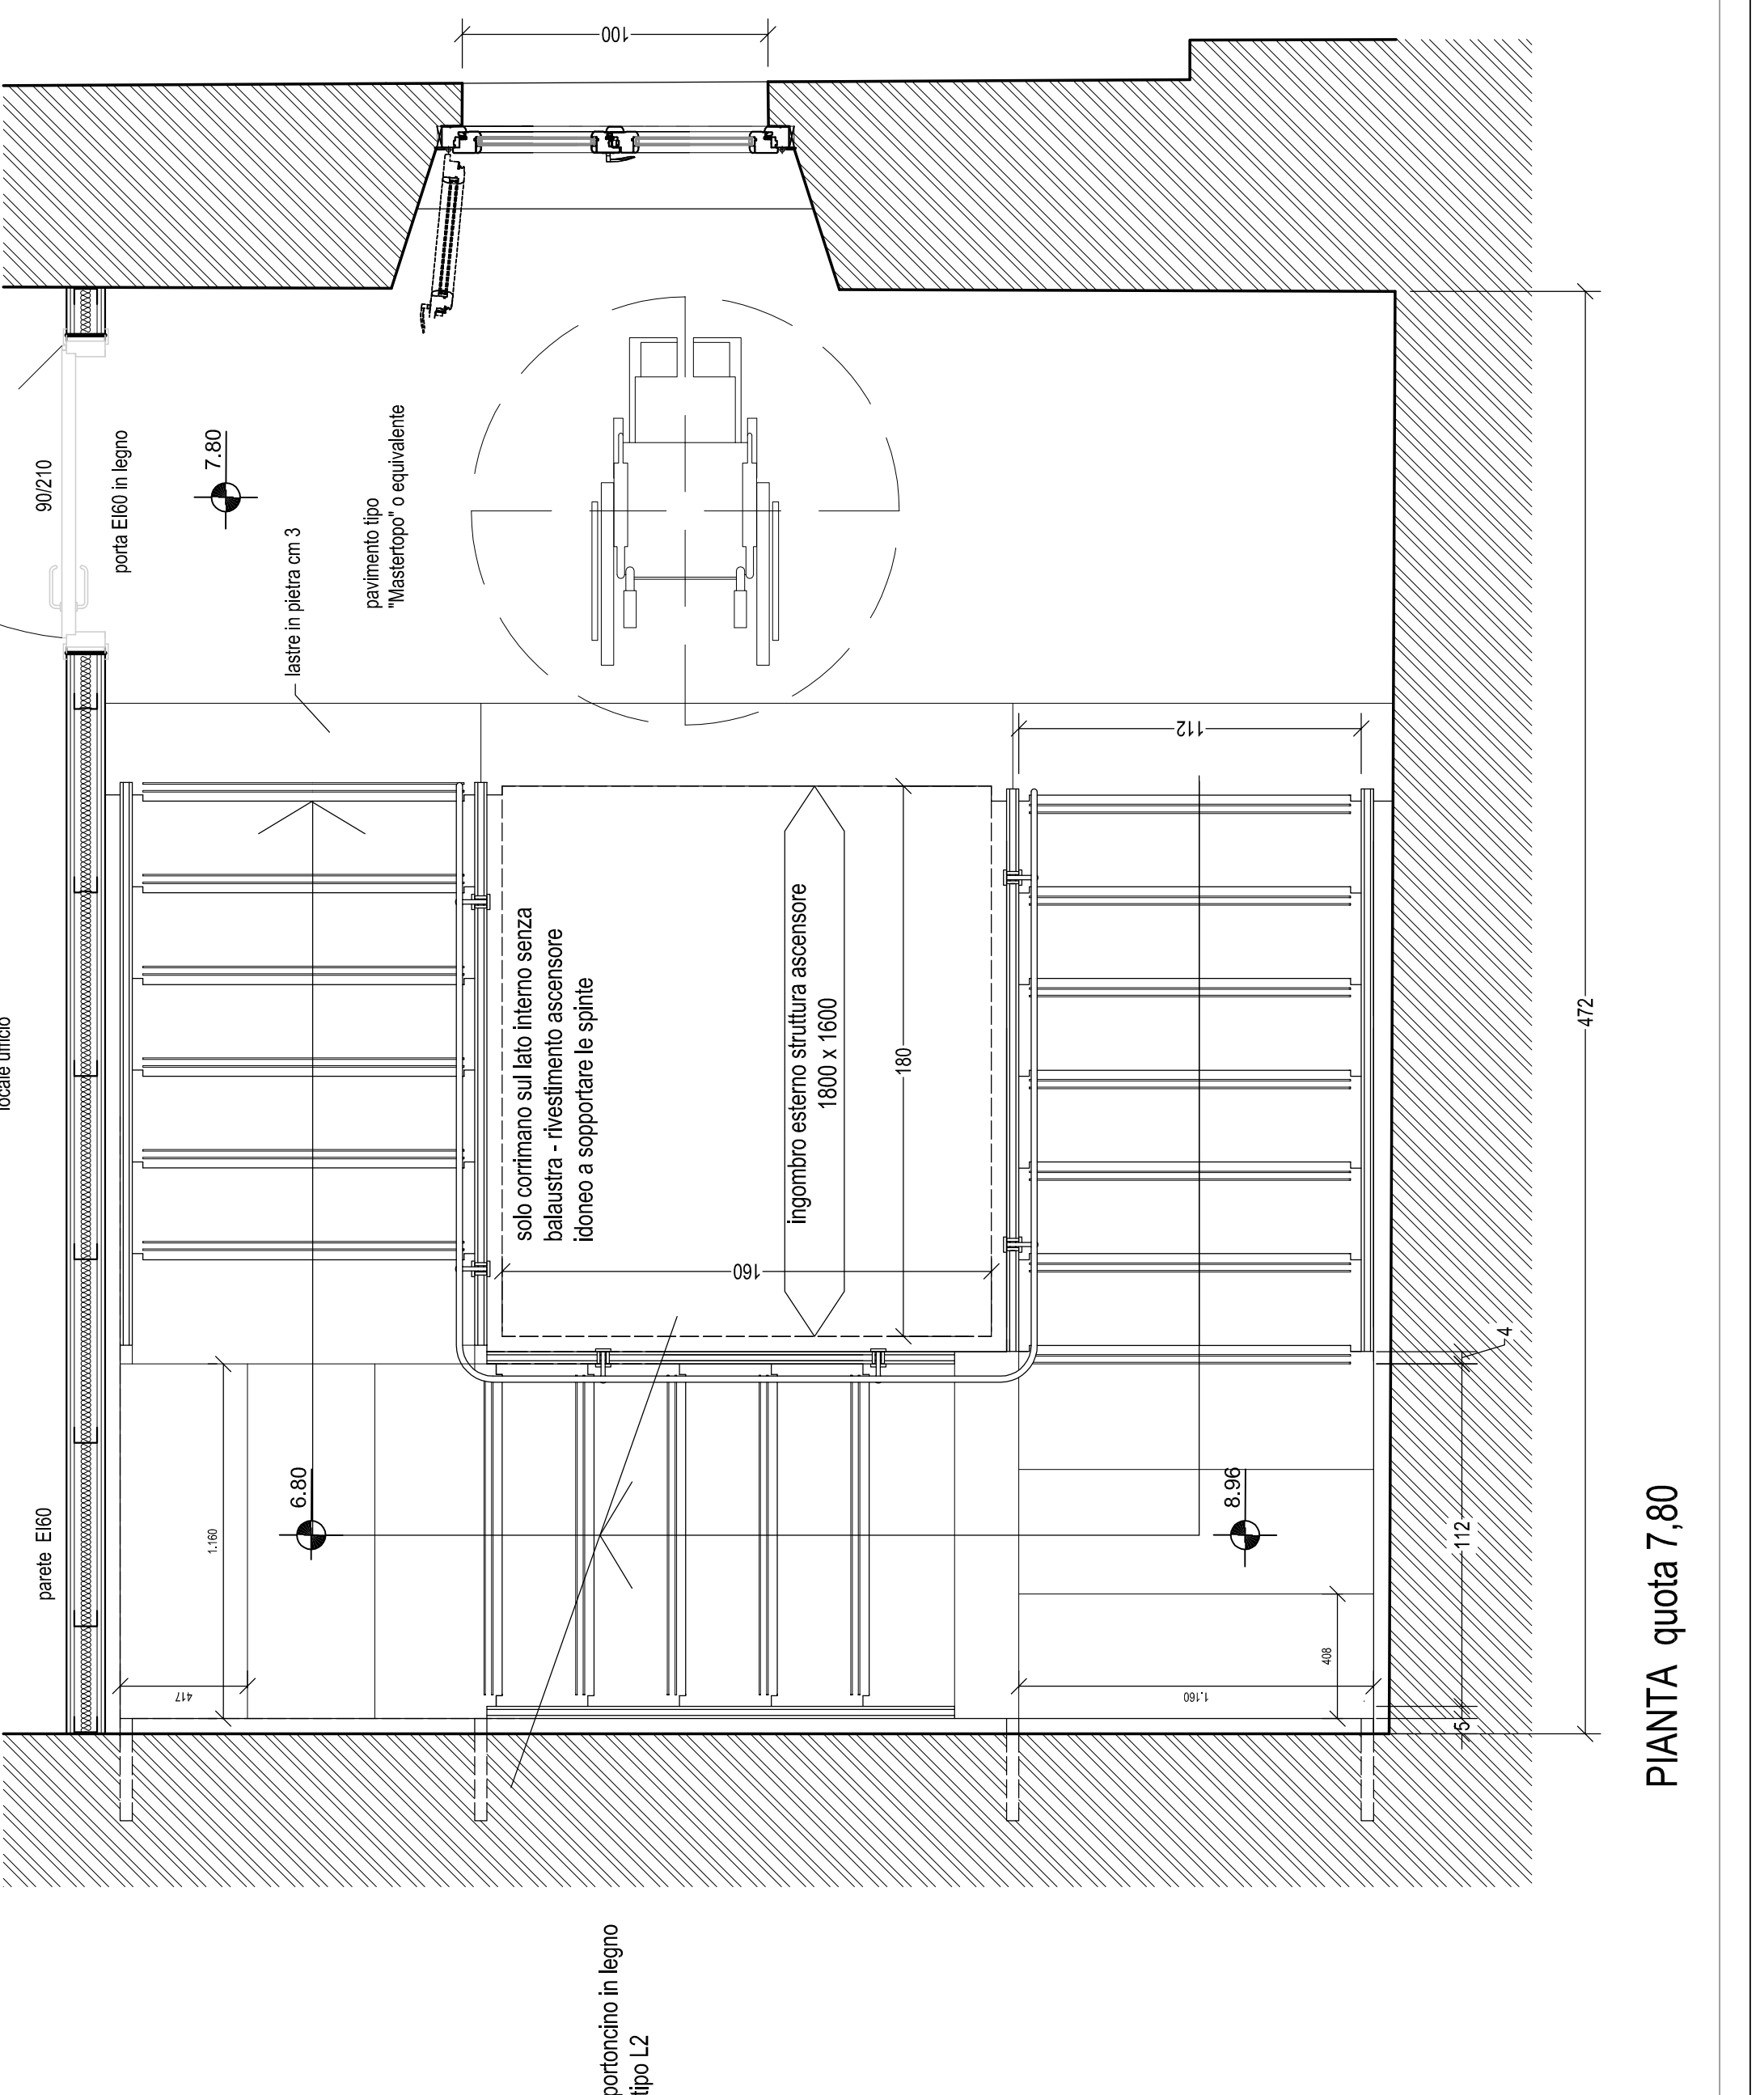 100
90/210
porta EI60 in legno
7.80
lastre in pietra cm 3
pavimento tipo
"Mastertopo" o equivalente
112
solo corrimano sul lato interno senza
balaustra - rivestimento ascensore
idoneo a sopportare le spinte
ingombro esterno struttura ascensore
1800 x 1600
180
160
472
locale ufficio
parete EI60
1.160
6.80
417
8.96
408
1.160
112
4
5
PIANTA quota 7,80
portoncino in legno
tipo L2